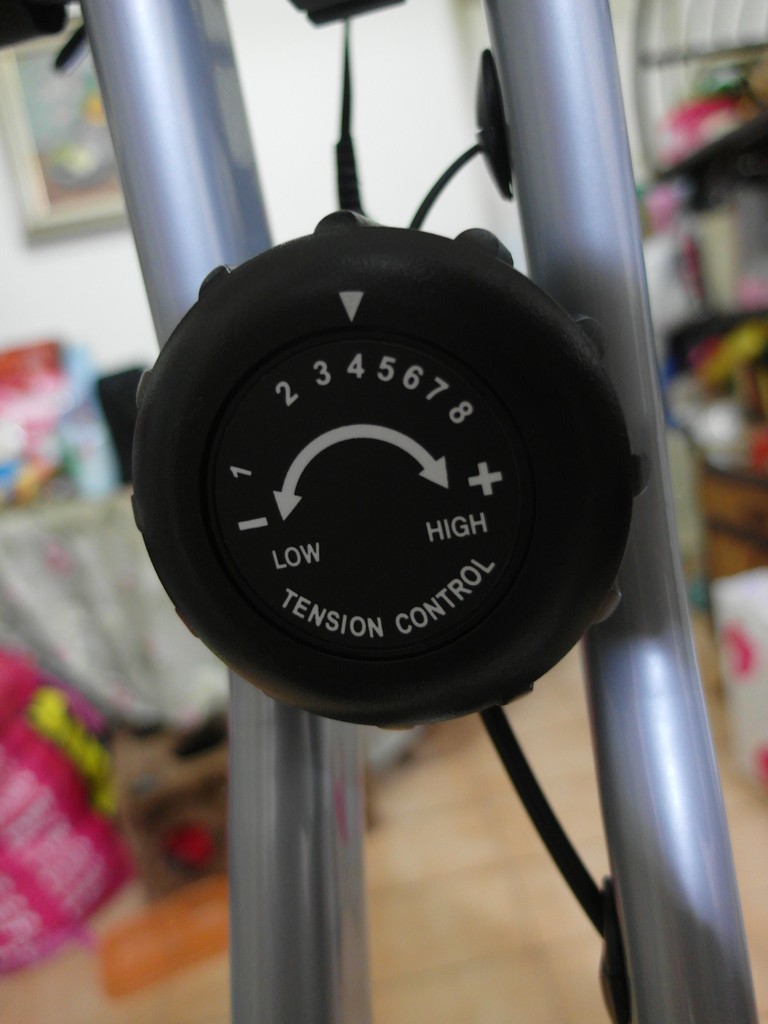 1 2 3 4 5 6 7 8
− +
LOW HIGH
TENSION CONTROL